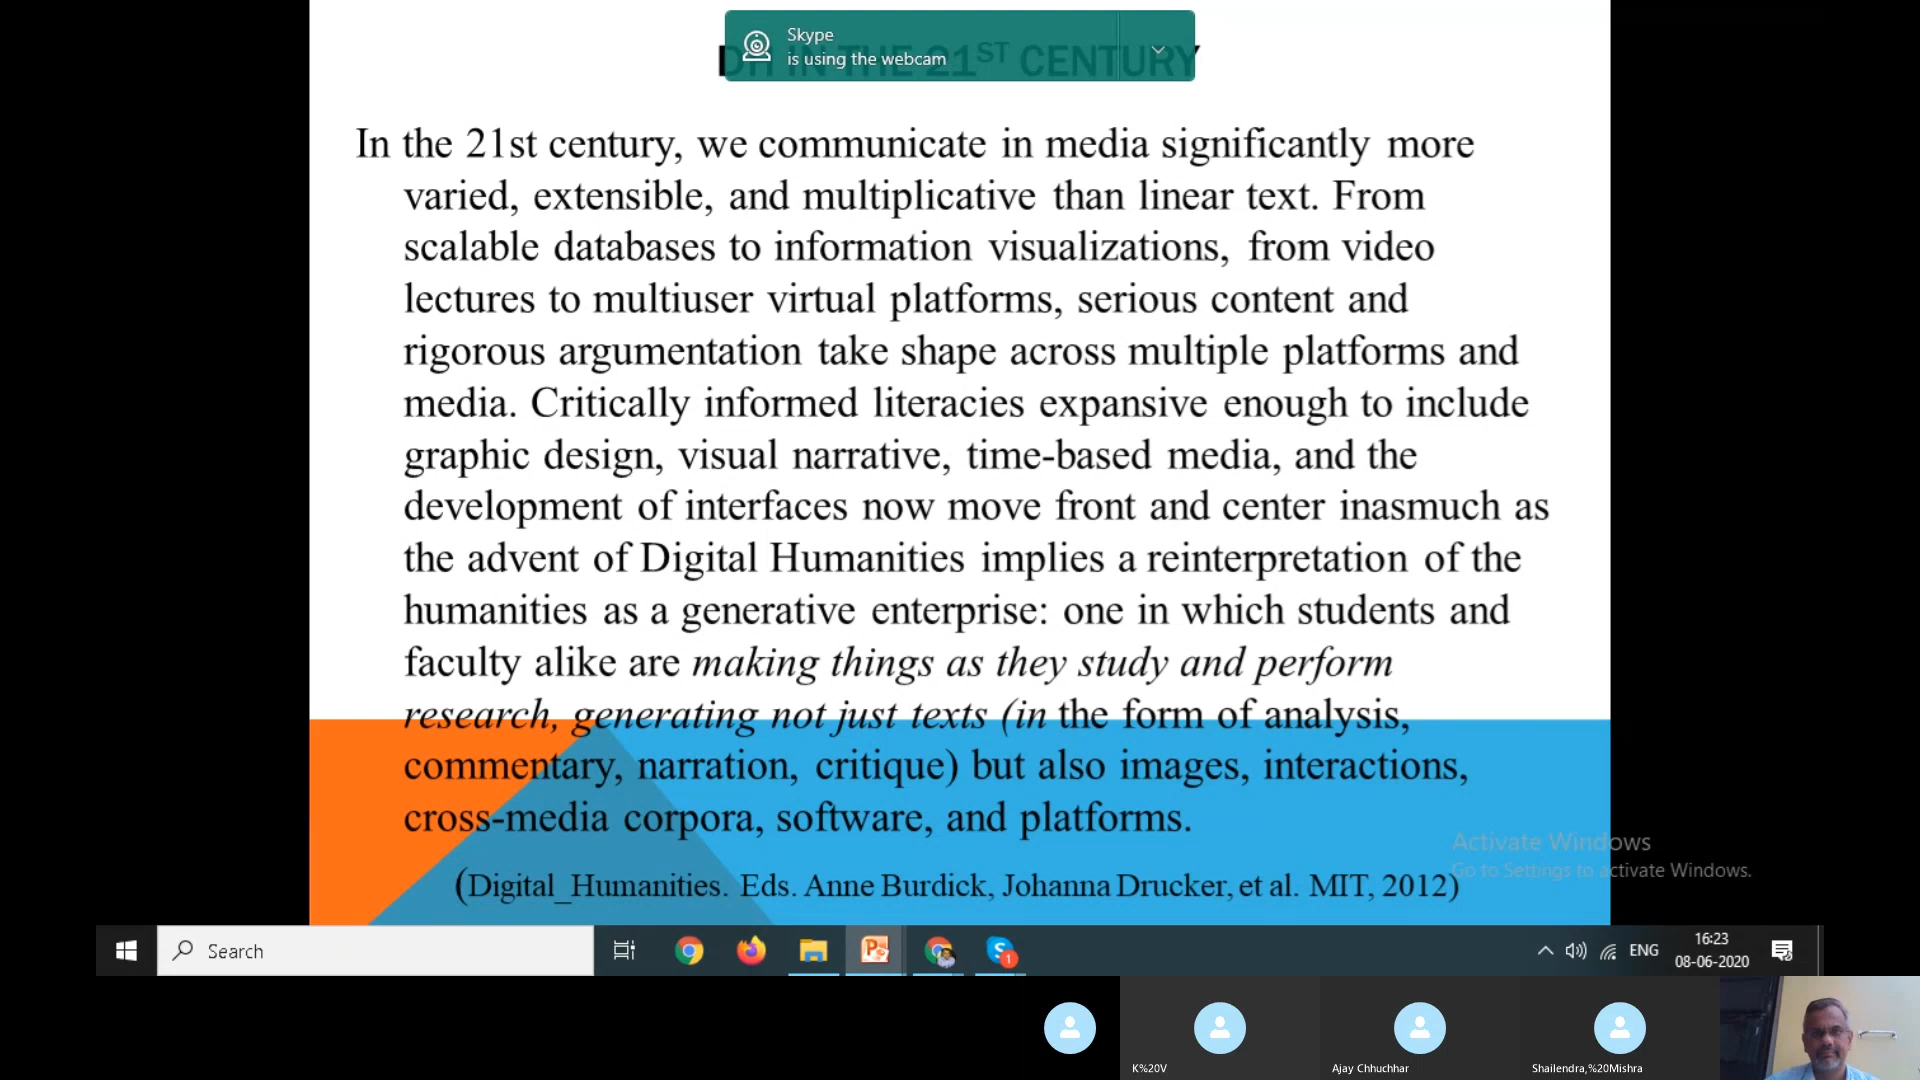 Skype
is using the webcam
DH IN THE 21ST CENTURY
In the 21st century, we communicate in media significantly more
varied, extensible, and multiplicative than linear text. From
scalable databases to information visualizations, from video
lectures to multiuser virtual platforms, serious content and
rigorous argumentation take shape across multiple platforms and
media. Critically informed literacies expansive enough to include
graphic design, visual narrative, time-based media, and the
development of interfaces now move front and center inasmuch as
the advent of Digital Humanities implies a reinterpretation of the
humanities as a generative enterprise: one in which students and
faculty alike are making things as they study and perform
research, generating not just texts (in the form of analysis,
commentary, narration, critique) but also images, interactions,
cross-media corpora, software, and platforms.
(Digital_Humanities. Eds. Anne Burdick, Johanna Drucker, et al. MIT, 2012)
Activate Windows
Go to Settings to activate Windows.
Search
1
ENG
16:23
08-06-2020
K%20V
Ajay Chhuchhar
Shailendra,%20Mishra